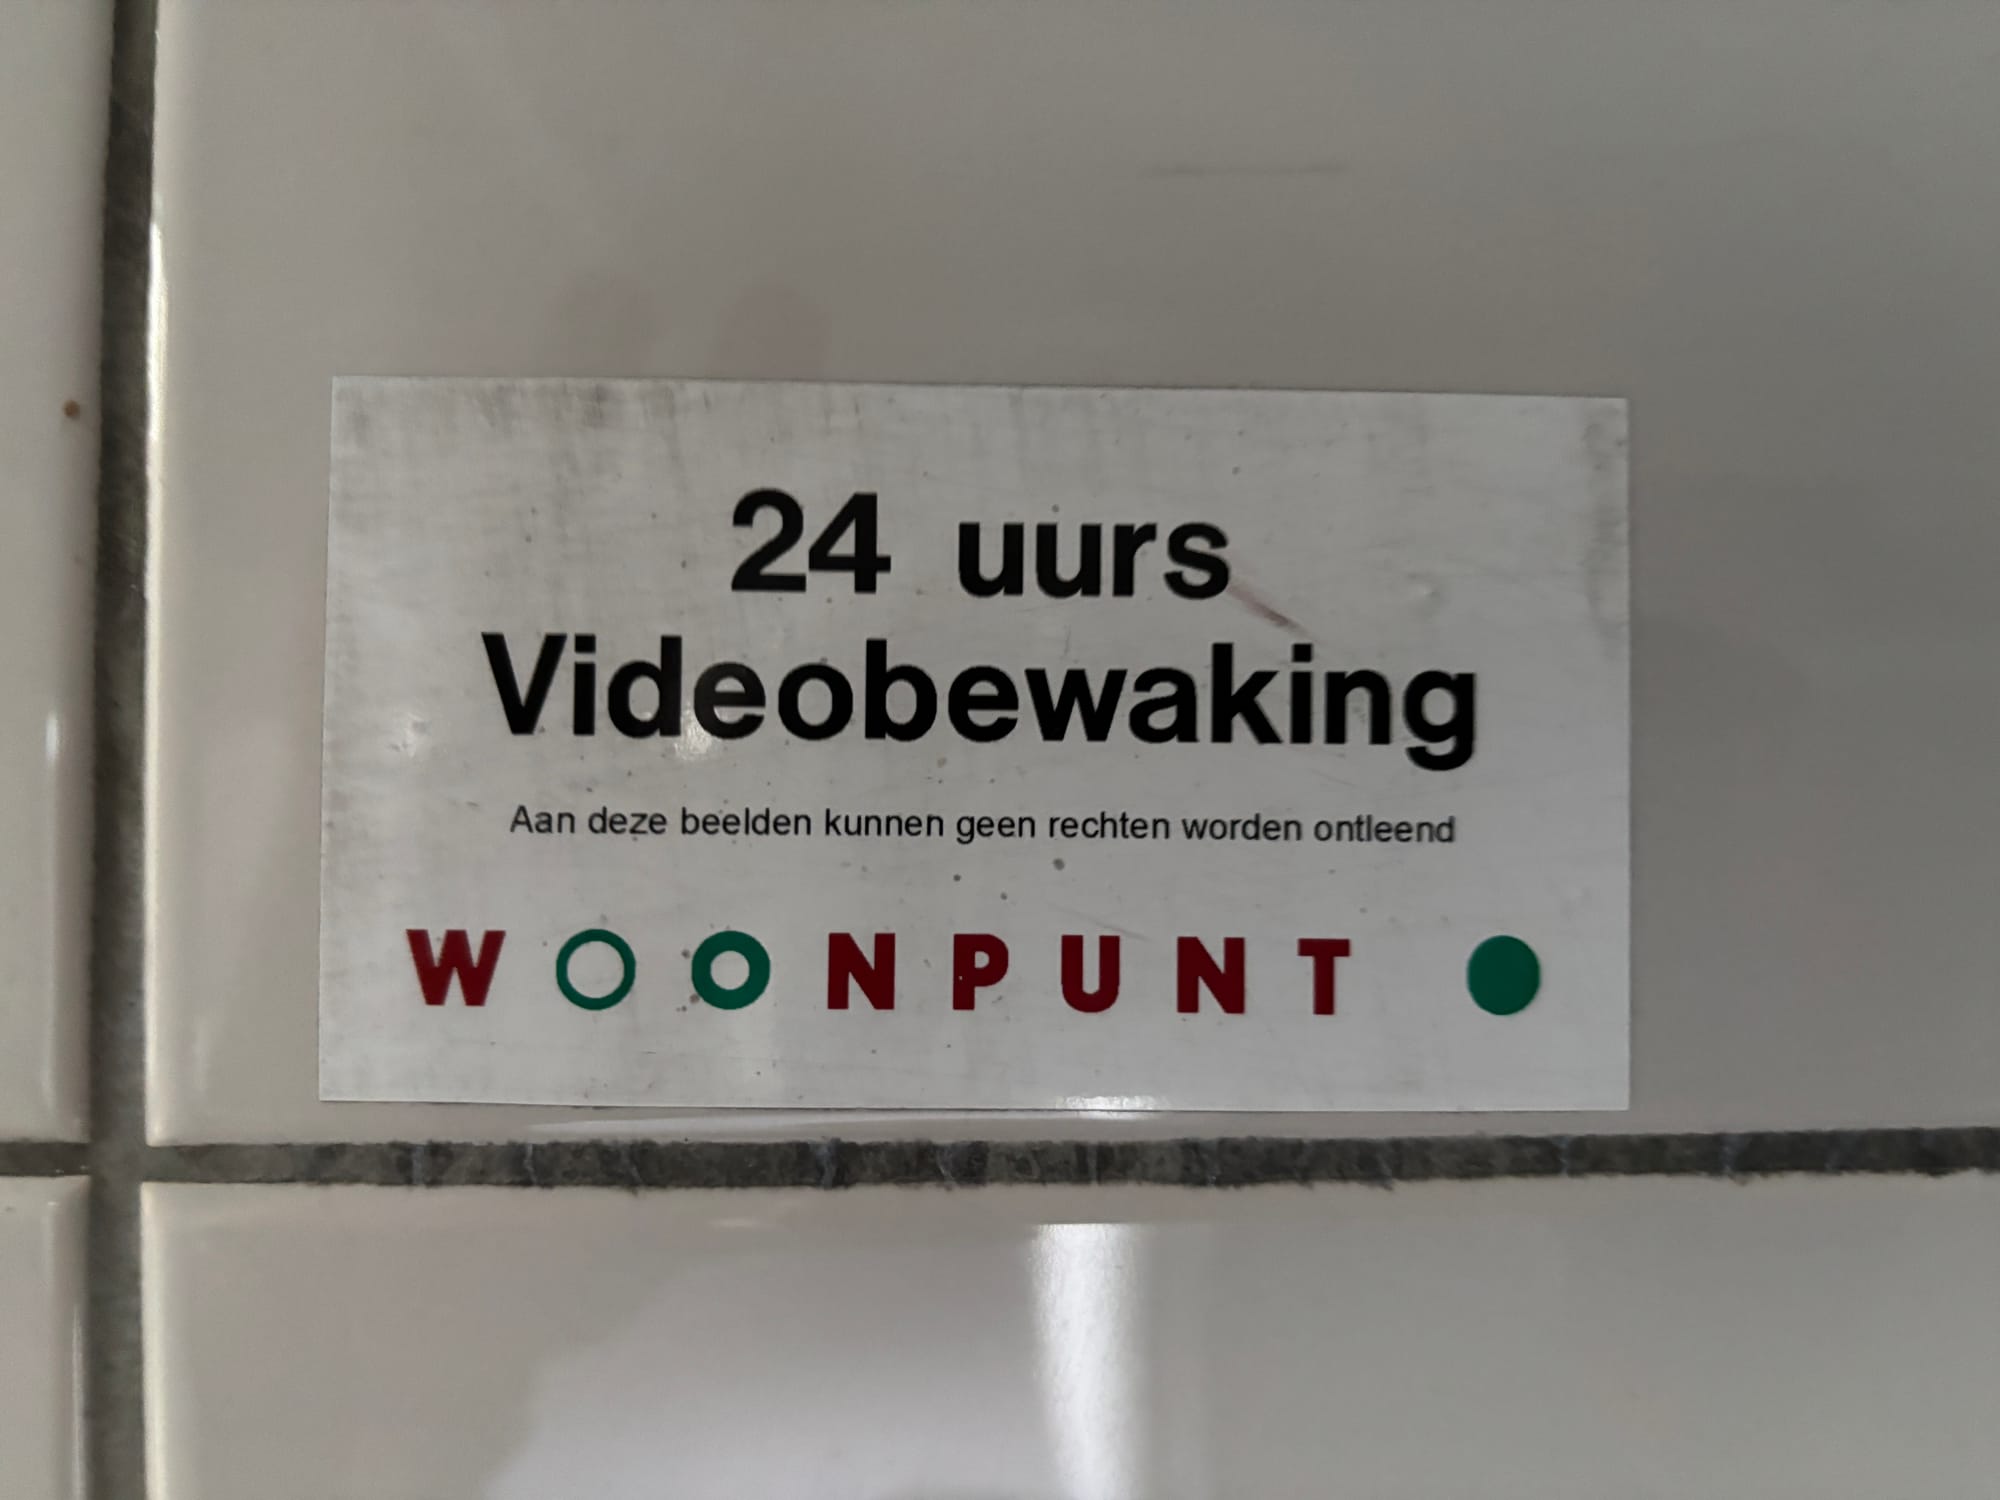 24 uurs
Videobewaking
Aan deze beelden kunnen geen rechten worden ontleend
WOONPUNT